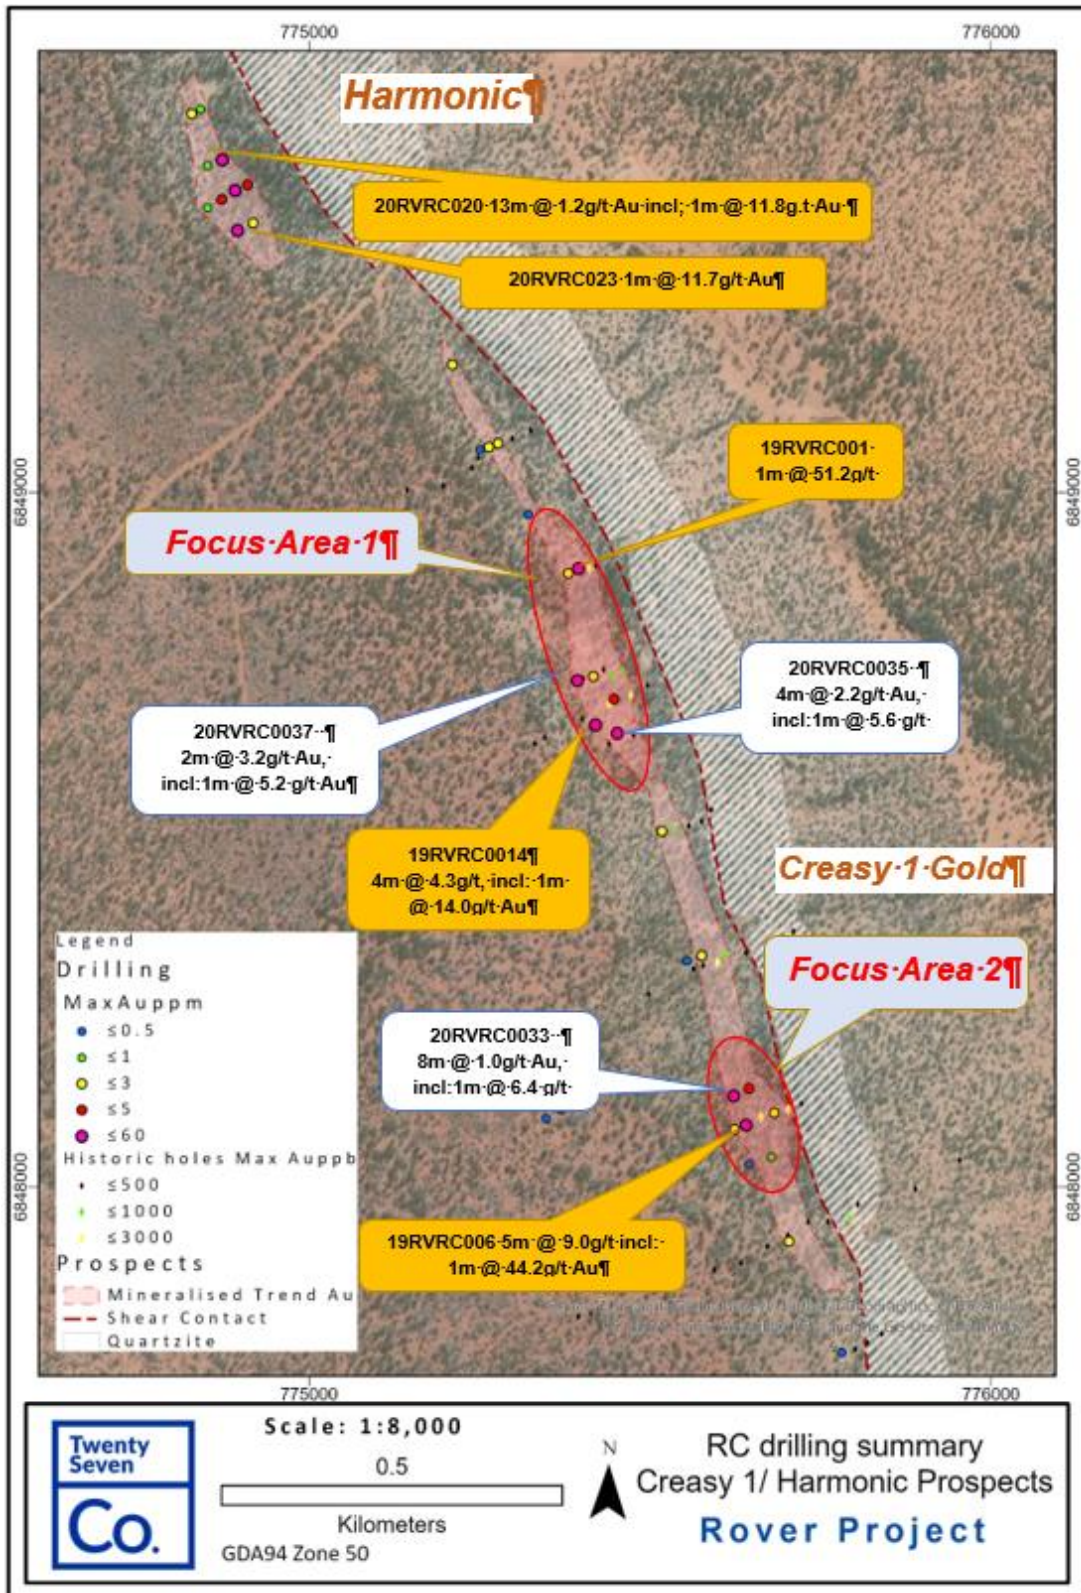 775000
776000
Harmonic¶
20RVRC020·13m·@·1.2g/t·Au·incl;·1m·@·11.8g.t·Au·¶
20RVRC023·1m·@·11.7g/t·Au¶
19RVRC001·
1m·@·51.2g/t·
6849000
6849000
Focus·Area·1¶
20RVRC0035··¶
4m·@·2.2g/t·Au,·
incl:1m·@·5.6·g/t·
20RVRC0037··¶
2m·@·3.2g/t·Au,·
incl:1m·@·5.2·g/t·Au¶
19RVRC0014¶
4m·@·4.3g/t,·incl:·1m·
@·14.0g/t·Au¶
Creasy·1·Gold¶
Focus·Area·2¶
20RVRC0033··¶
8m·@·1.0g/t·Au,·
incl:1m·@·6.4·g/t·
Legend
Drilling
MaxAuppm
≤0.5
≤1
≤3
≤5
≤60
Historic holes Max Auppb
≤500
≤1000
≤3000
Prospects
Mineralised Trend Au
Shear Contact
Quartzite
6848000
6848000
19RVRC006·5m·@·9.0g/t·incl:·
1m·@·44.2g/t·Au¶
775000
776000
Twenty
Seven
Co.
Scale: 1:8,000
0.5
Kilometers
GDA94 Zone 50
N
RC drilling summary
Creasy 1/ Harmonic Prospects
Rover Project